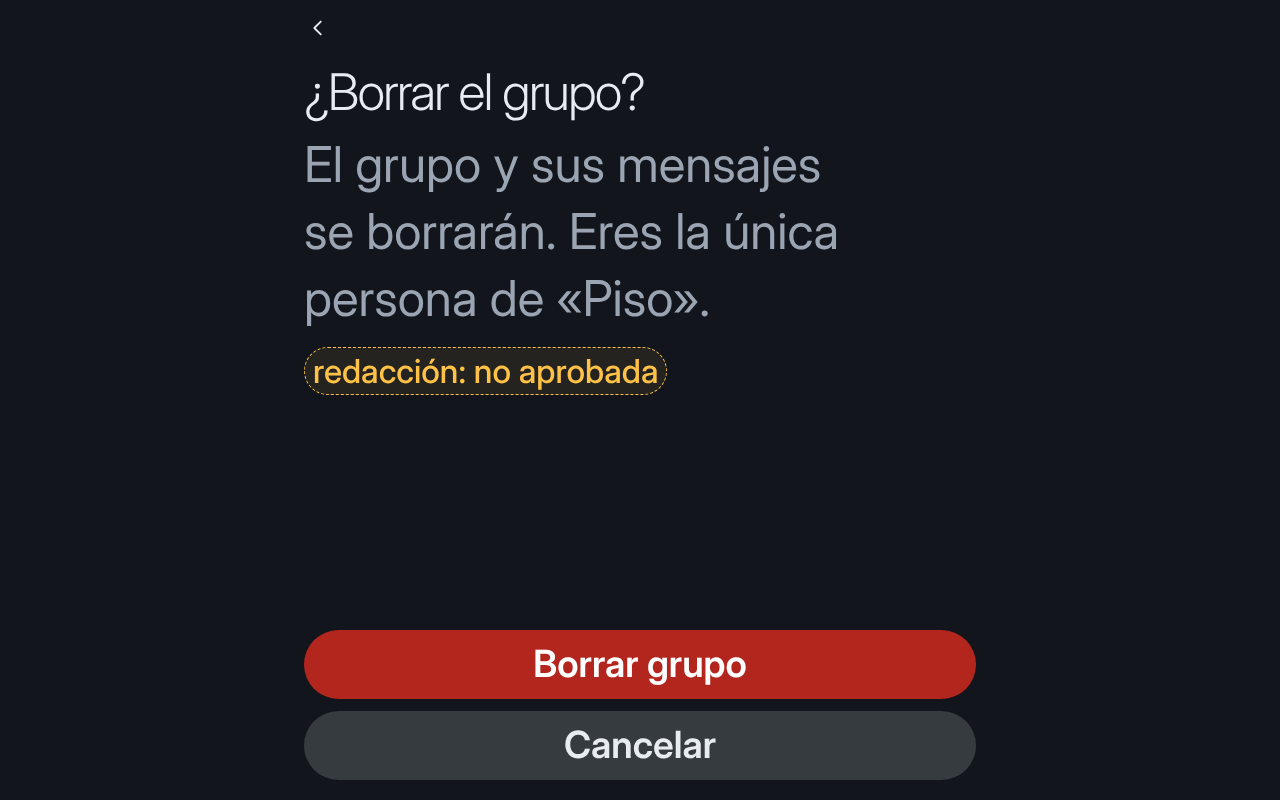 ¿Borrar el grupo?
El grupo y sus mensajes
se borrarán. Eres la única
persona de «Piso».
redacción: no aprobada
Borrar grupo
Cancelar